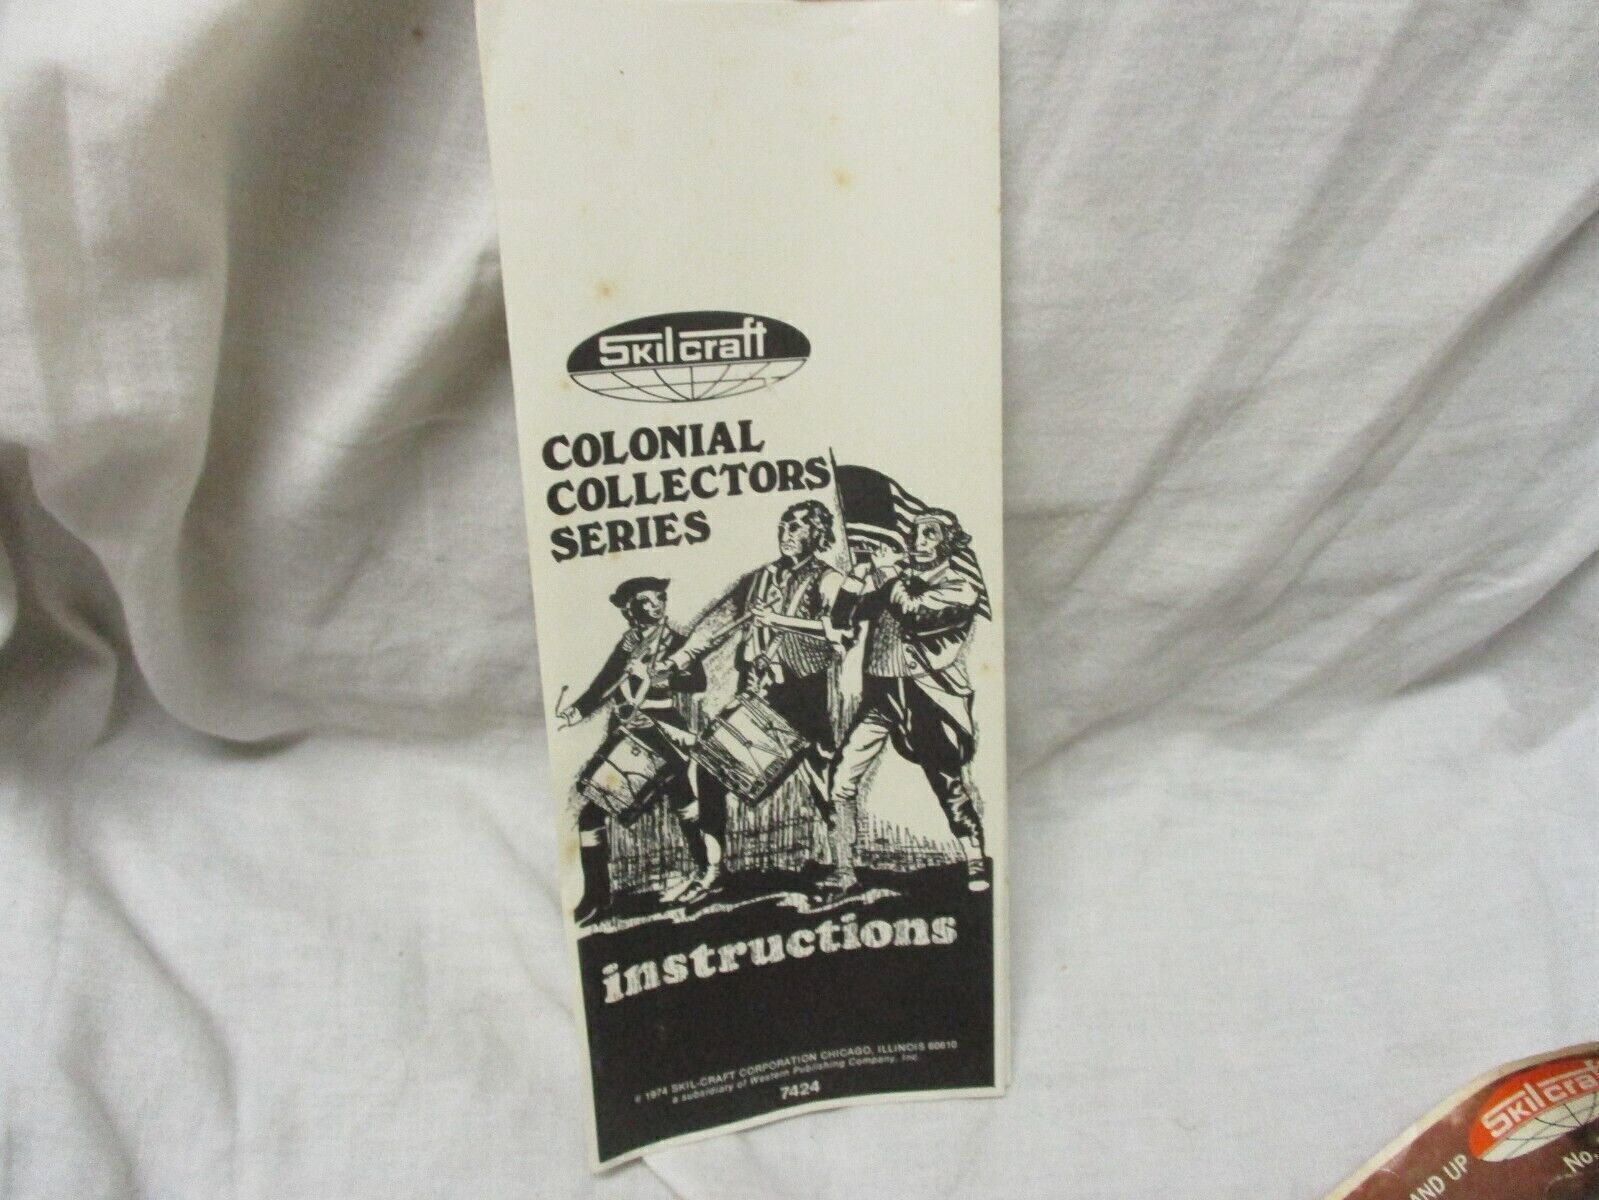 Skilcraft
COLONIAL
COLLECTORS
SERIES
instructions
© 1974 SKIL-CRAFT CORPORATION CHICAGO, ILLINOIS 60610
a subsidiary of Western Publishing Company, Inc.
7424
Skilcraf
AND UP
No.